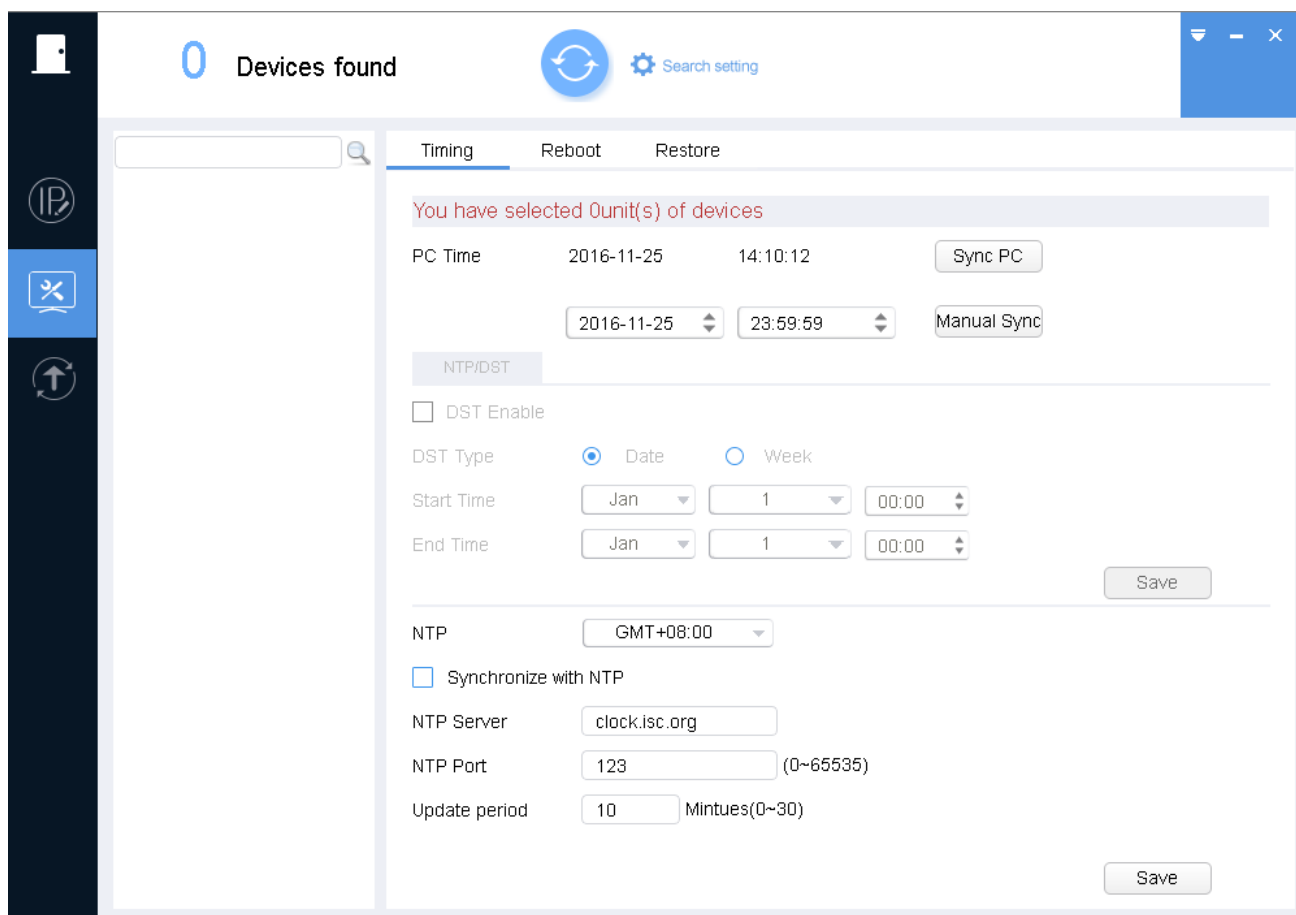 0 Devices found
Search setting
Timing Reboot Restore
IP
You have selected 0unit(s) of devices
PC Time 2016-11-25 14:10:12 Sync PC
2016-11-25 23:59:59 Manual Sync
NTP/DST
DST Enable
DST Type Date Week
Start Time Jan 1 00:00
End Time Jan 1 00:00
Save
NTP GMT+08:00
Synchronize with NTP
NTP Server clock.isc.org
NTP Port 123 (0~65535)
Update period 10 Mintues(0~30)
Save